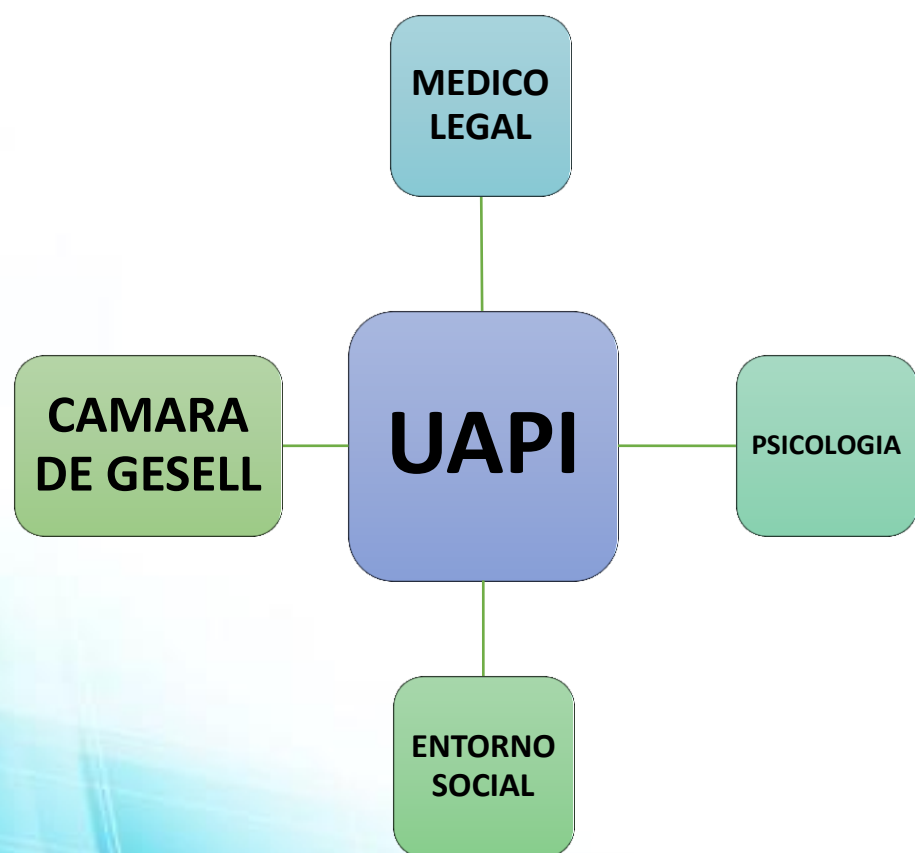 MEDICO
LEGAL
CAMARA
DE GESELL
UAPI
PSICOLOGIA
ENTORNO
SOCIAL